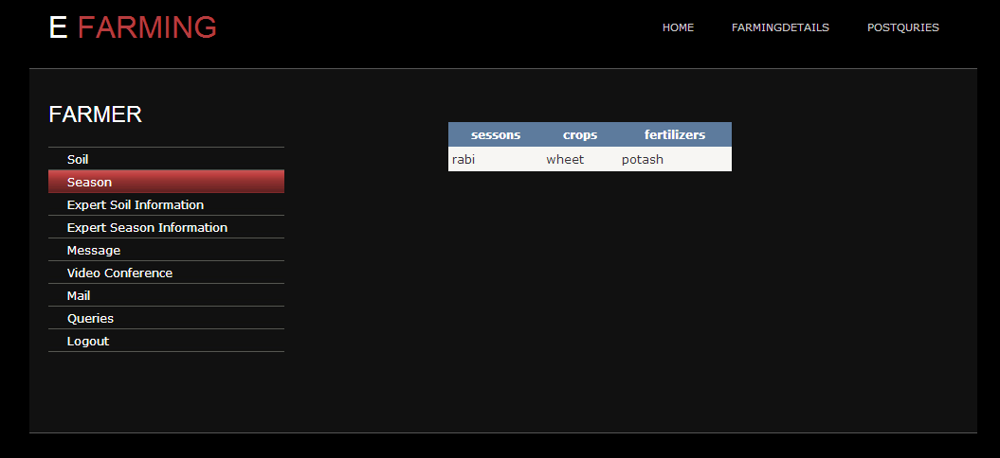 E FARMING
HOME FARMINGDETAILS POSTQURIES
FARMER
Soil
Season
Expert Soil Information
Expert Season Information
Message
Video Conference
Mail
Queries
Logout
sessons crops fertilizers
rabi wheet potash